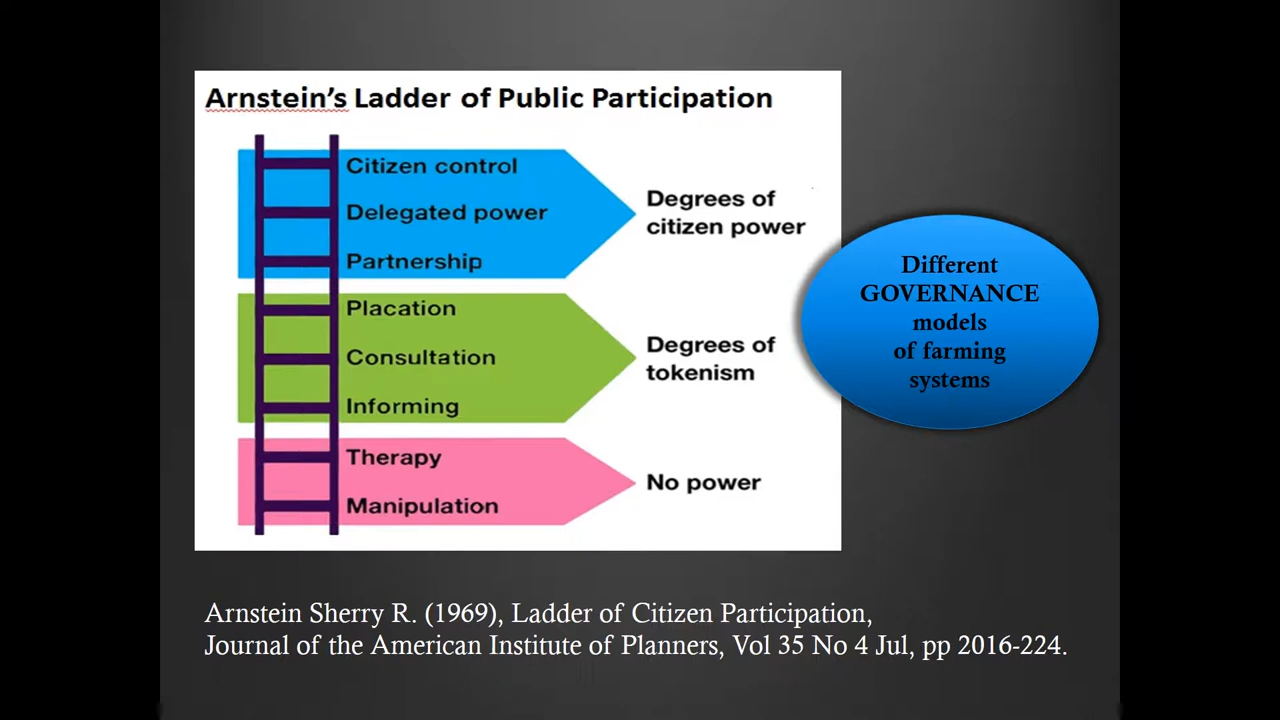 Arnstein's Ladder of Public Participation
Citizen control
Delegated power
Partnership
Degrees of
citizen power
Placation
Consultation
Informing
Degrees of
tokenism
Therapy
Manipulation
No power
Different
GOVERNANCE
models
of farming
systems
Arnstein Sherry R. (1969), Ladder of Citizen Participation,
Journal of the American Institute of Planners, Vol 35 No 4 Jul, pp 2016-224.